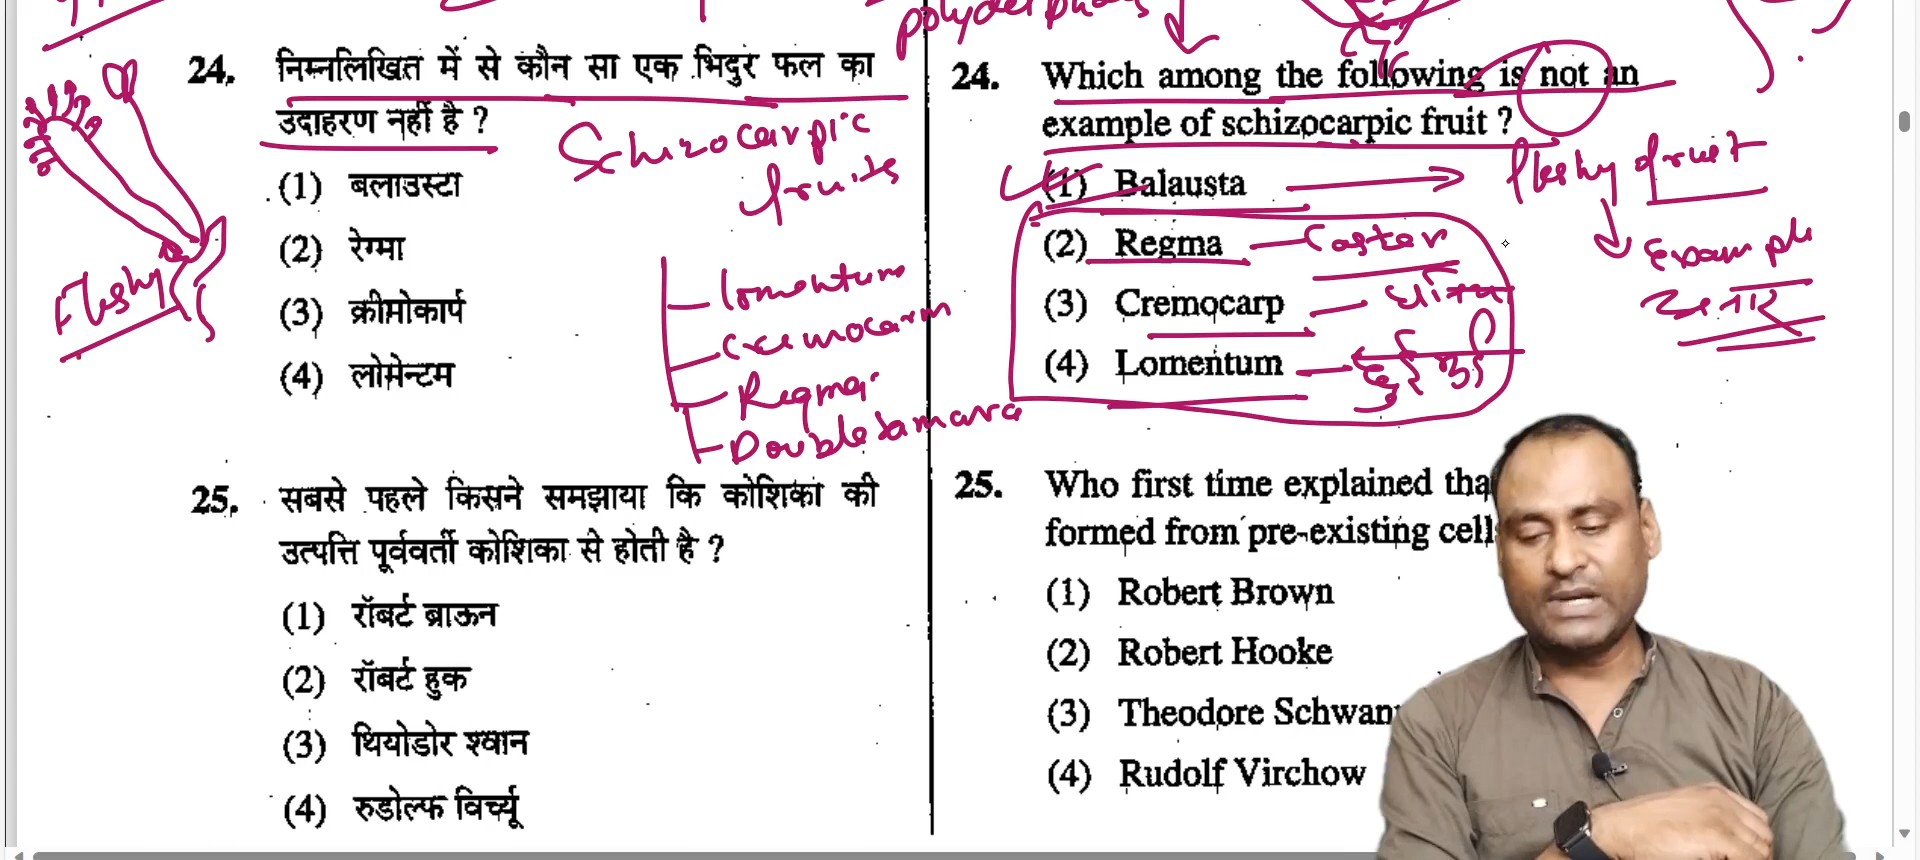 24. निम्नलिखित में से कौन सा एक भिदुर फल का
उदाहरण नहीं है ?
Schizocarpic
fruits
(1) बलाउस्टा
(2) रेग्मा
(3) क्रीमोकार्प
(4) लोमेन्टम
Fleshy
lomentum
Cremocarm
Regma
Double samara
25. सबसे पहले किसने समझाया कि कोशिका की
उत्पत्ति पूर्ववर्ती कोशिका से होती है ?
(1) रॉबर्ट ब्राऊन
(2) रॉबर्ट हुक
(3) थियोडोर श्वान
(4) रुडोल्फ विर्च्यू
24. Which among the following is not an
example of schizocarpic fruit ?
(1) Balausta
fleshy fruit
(2) Regma
Caster
Example
अनार
(3) Cremocarp
धनिया
(4) Lomentum
25. Who first time explained tha
formed from pre-existing cell
(1) Robert Brown
(2) Robert Hooke
(3) Theodore Schwan
(4) Rudolf Virchow